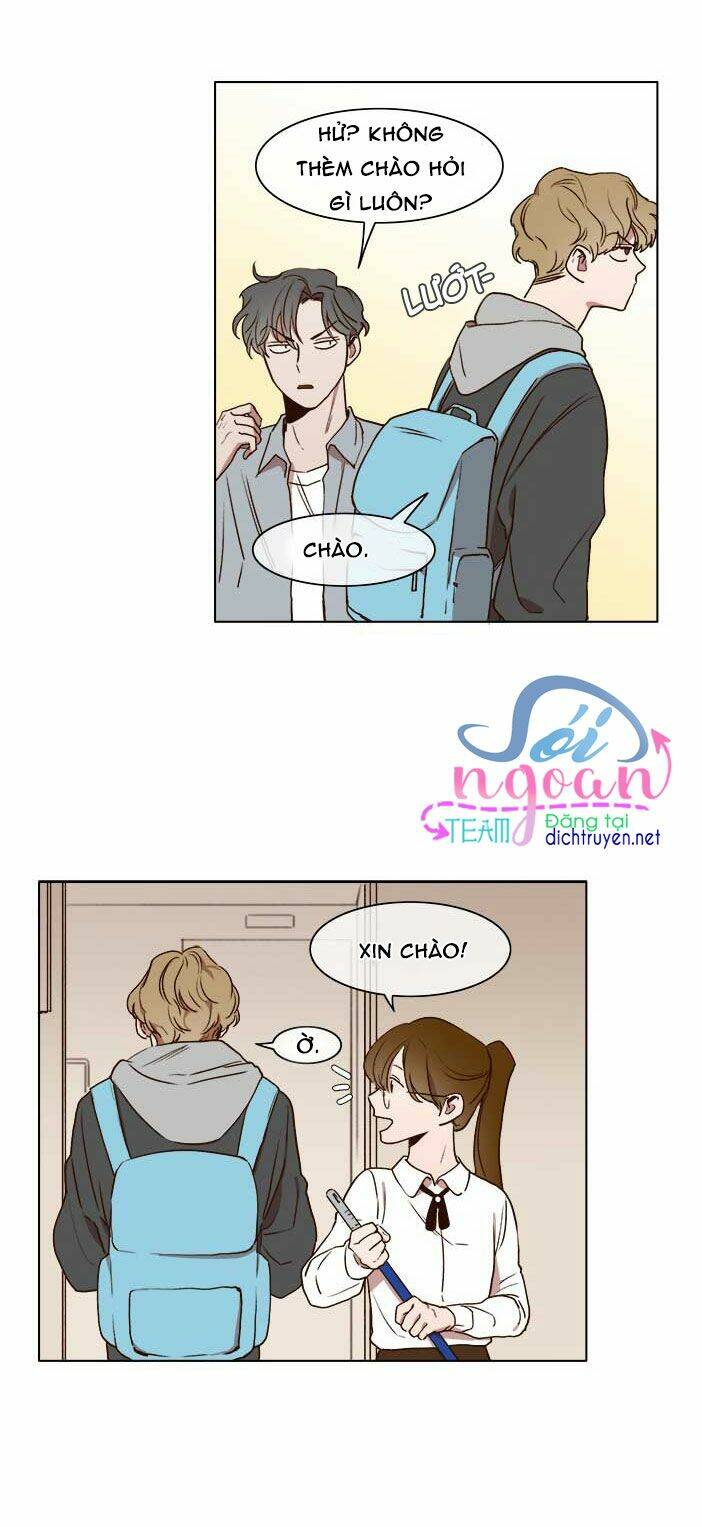 HỬ? KHÔNG
THÈM CHÀO HỎI
GÌ LUÔN?
LƯỚT~
CHÀO.
Sói
ngoan
TEAM
Đăng tại
dichtruyen.net
XIN CHÀO!
Ờ.